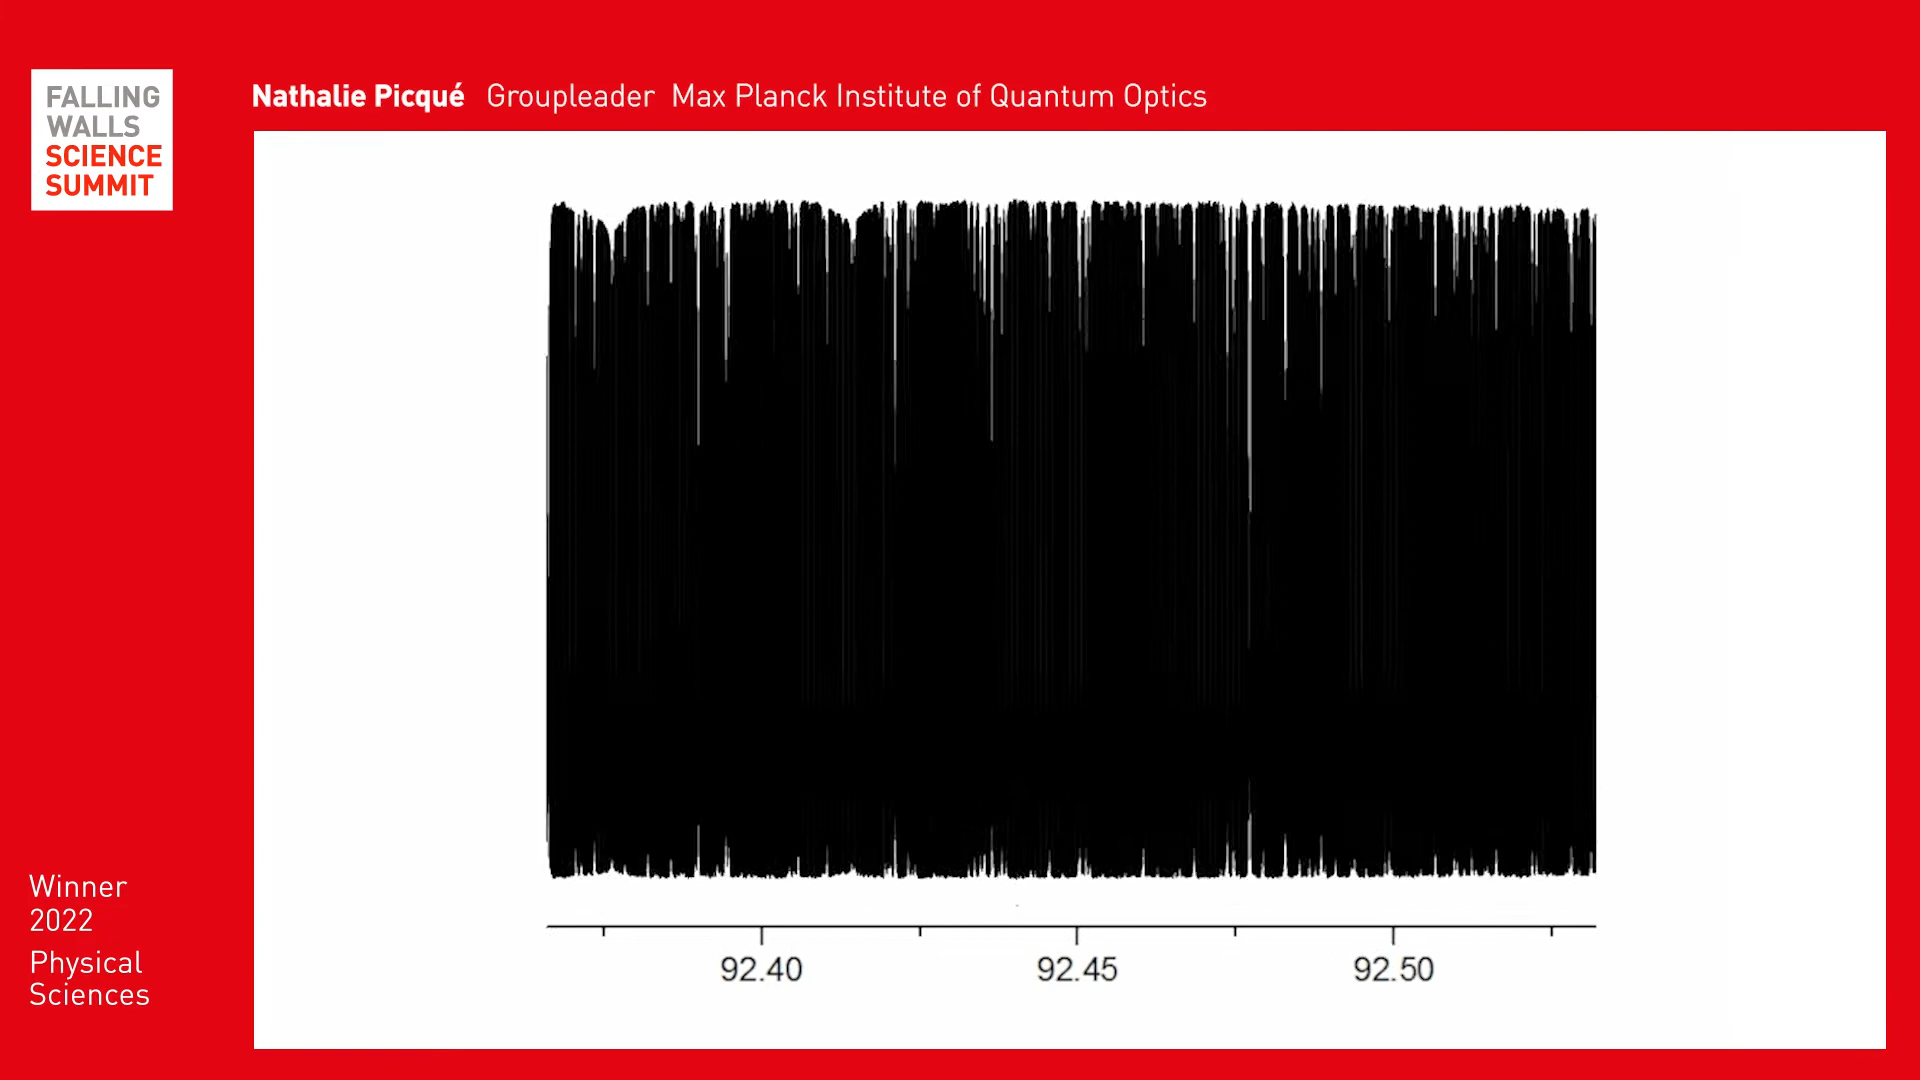 FALLING
WALLS
SCIENCE
SUMMIT
Nathalie Picqué Groupleader Max Planck Institute of Quantum Optics
92.40 92.45 92.50
Winner
2022
Physical
Sciences